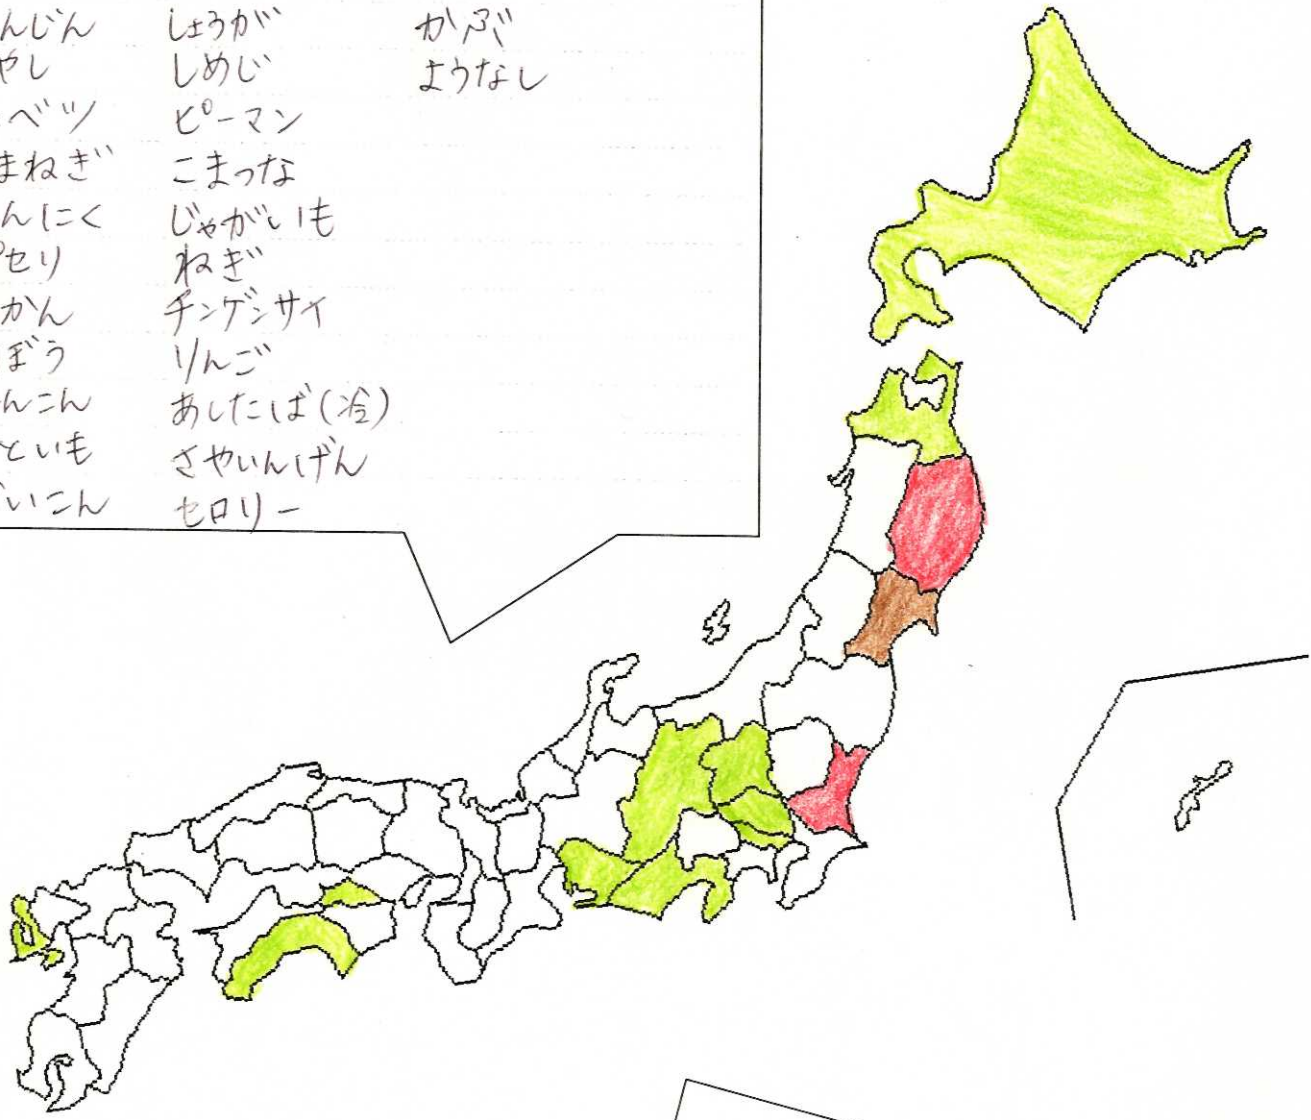 んじん
やし
ベツ
まねぎ
んにく
セリ
かん
ぼう
んこん
といも
いこん
しょうが
しめじ
ピーマン
こまつな
じゃがいも
ねぎ
チンゲンサイ
りんご
あしたば(冷)
さやいんげん
セロリー
かぶ
ようなし